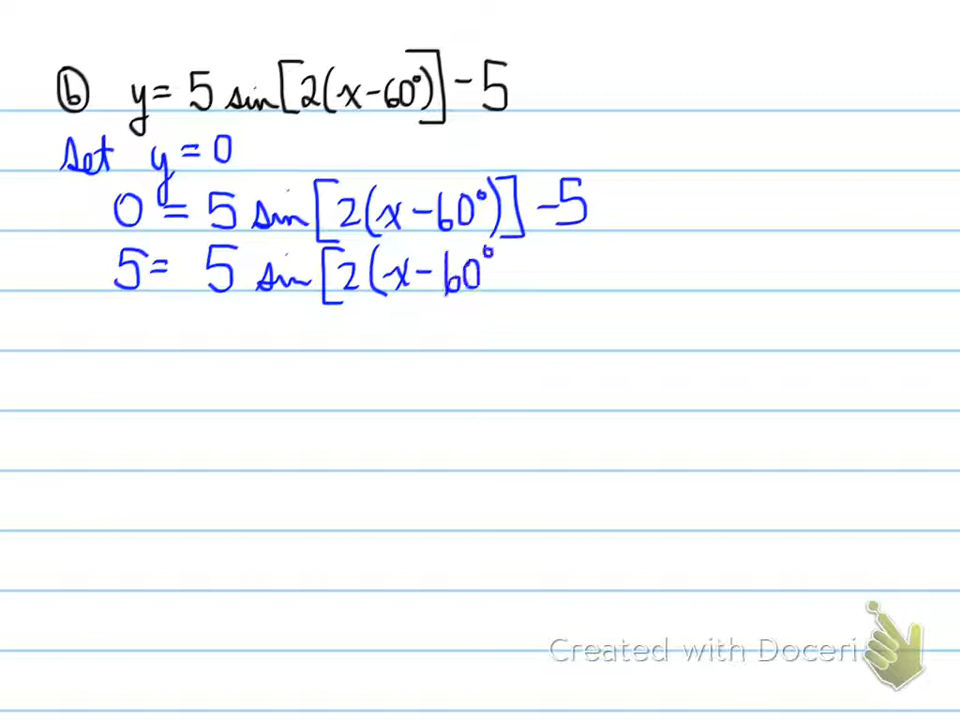 ⓑ y = 5 sin[2(x-60°)] - 5
Set y = 0
0 = 5 sin[2(x-60°)] - 5
5 = 5 sin[2(x-60°
Created with Doceri